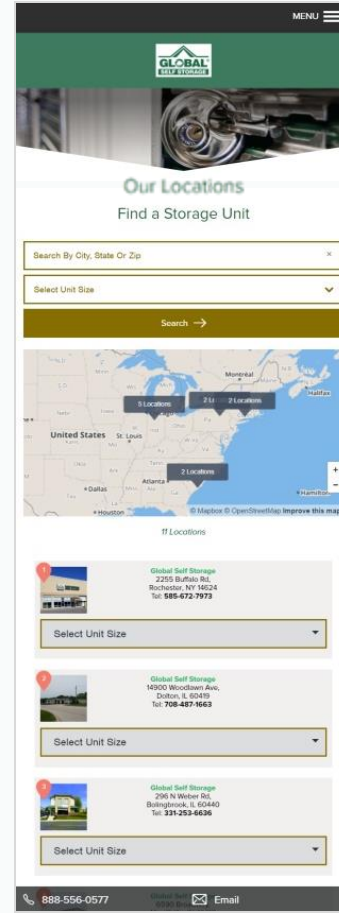 MENU
GLOBAL
SELF STORAGE
Our Locations
Find a Storage Unit
Search By City, State Or Zip
×
Select Unit Size
Search →
Montréal
Halifax
5 Locations
2 Locations
United States
St. Louis
2 Locations
Atlanta
Dallas
Houston
Hamilton
+
−
© Mapbox © OpenStreetMap Improve this map
11 Locations
1
Global Self Storage
2255 Buffalo Rd,
Rochester, NY 14624
Tel: 585-672-7973
Select Unit Size
2
Global Self Storage
14900 Woodlawn Ave,
Dolton, IL 60419
Tel: 708-487-1663
Select Unit Size
3
Global Self Storage
296 N Weber Rd,
Bolingbrook, IL 60440
Tel: 331-253-6636
Select Unit Size
888-556-0577
Email